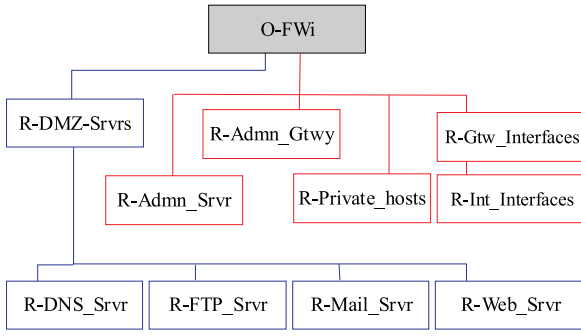 O-FWi
R-DMZ-Srvrs
R-Admn_Gtwy
R-Gtw_Interfaces
R-Admn_Srvr
R-Private_hosts
R-Int_Interfaces
R-DNS_Srvr
R-FTP_Srvr
R-Mail_Srvr
R-Web_Srvr